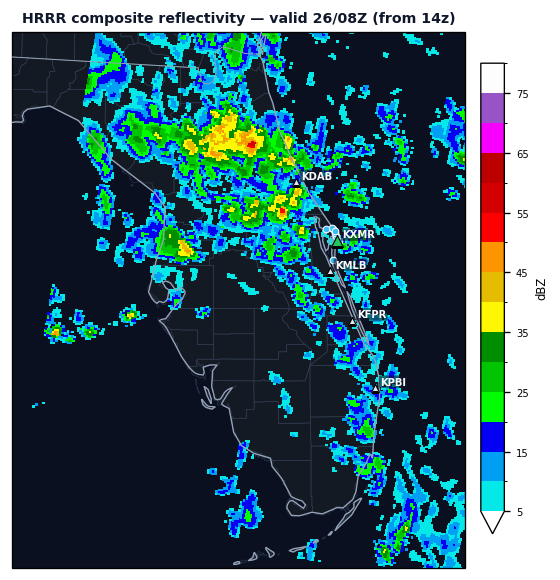 HRRR composite reflectivity — valid 26/08Z (from 14z)
KDAB
KXMR
KMLB
KFPR
KPBI
75
65
55
45
35
25
15
5
dBZ